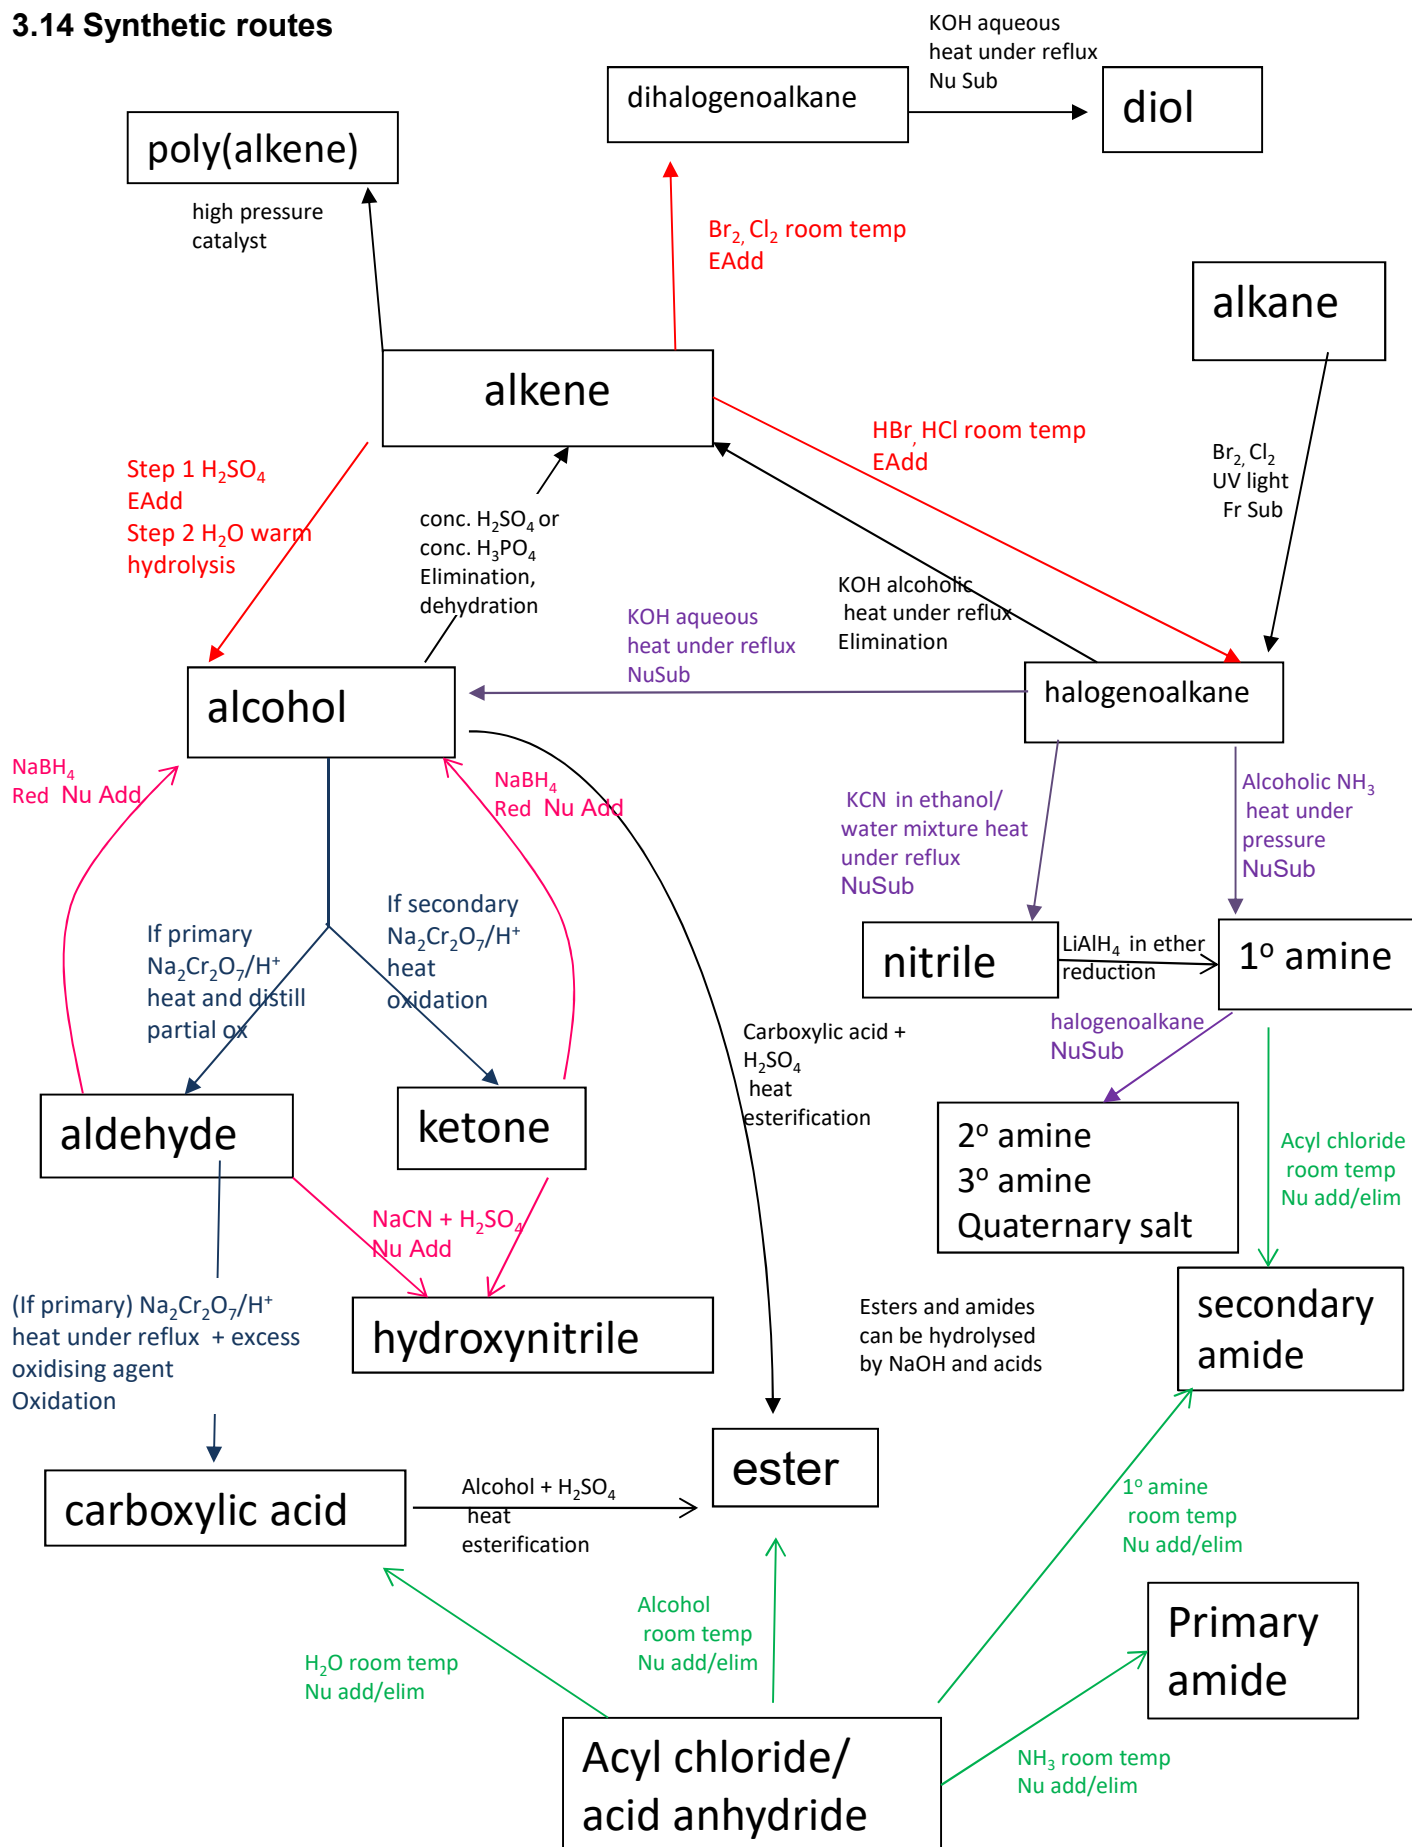 3.14 Synthetic routes
KOH aqueous
heat under reflux
Nu Sub
dihalogenoalkane
diol
poly(alkene)
high pressure
catalyst
Br₂, Cl₂ room temp
EAdd
alkane
alkene
HBr, HCl room temp
EAdd
Br₂, Cl₂
UV light
Fr Sub
Step 1 H₂SO₄
EAdd
Step 2 H₂O warm
hydrolysis
conc. H₂SO₄ or
conc. H₃PO₄
Elimination,
dehydration
KOH alcoholic
heat under reflux
Elimination
KOH aqueous
heat under reflux
NuSub
alcohol
halogenoalkane
NaBH₄
Red Nu Add
NaBH₄
Red Nu Add
KCN in ethanol/
water mixture heat
under reflux
NuSub
Alcoholic NH₃
heat under
pressure
NuSub
If primary
Na₂Cr₂O₇/H⁺
heat and distill
partial ox
If secondary
Na₂Cr₂O₇/H⁺
heat
oxidation
nitrile
LiAlH₄ in ether
reduction
1º amine
halogenoalkane
NuSub
Carboxylic acid +
H₂SO₄
heat
esterification
aldehyde
ketone
2º amine
3º amine
Quaternary salt
Acyl chloride
room temp
Nu add/elim
NaCN + H₂SO₄
Nu Add
(If primary) Na₂Cr₂O₇/H⁺
heat under reflux + excess
oxidising agent
Oxidation
hydroxynitrile
Esters and amides
can be hydrolysed
by NaOH and acids
secondary
amide
carboxylic acid
Alcohol + H₂SO₄
heat
esterification
ester
1º amine
room temp
Nu add/elim
Alcohol
room temp
Nu add/elim
H₂O room temp
Nu add/elim
Primary
amide
Acyl chloride/
acid anhydride
NH₃ room temp
Nu add/elim